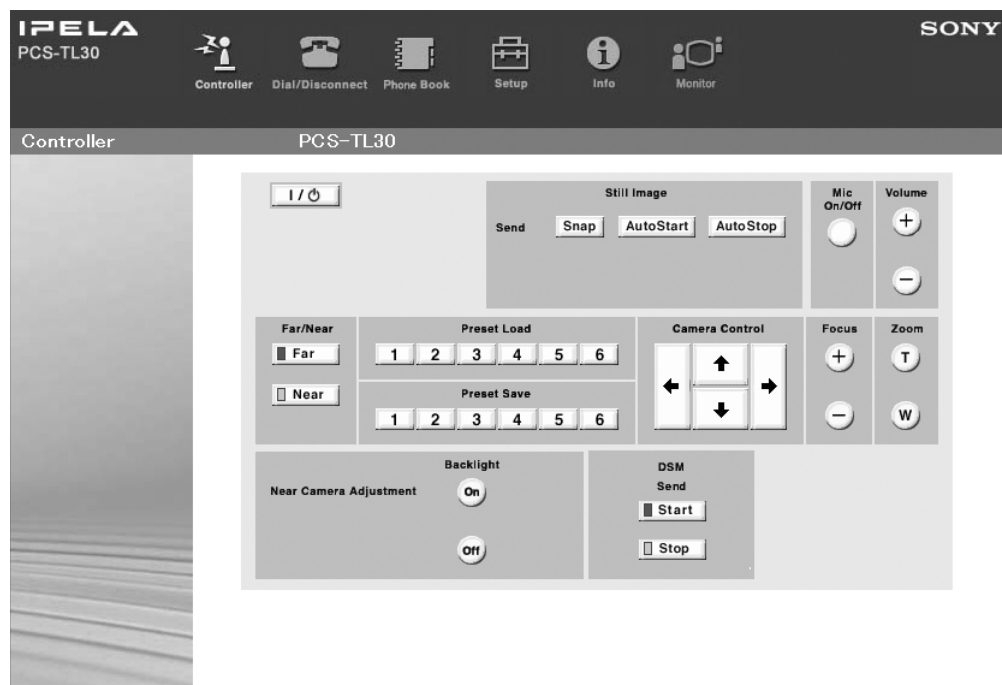 IPELA
SONY
PCS-TL30
Controller
Dial/Disconnect
Phone Book
Setup
Info
Monitor
Controller
PCS-TL30
I / ⏻
Still Image
Send
Snap
AutoStart
AutoStop
Mic
On/Off
Volume
+
−
Far/Near
Far
Near
Preset Load
1 2 3 4 5 6
Preset Save
1 2 3 4 5 6
Camera Control
Focus
+
−
Zoom
T
W
Backlight
Near Camera Adjustment
On
Off
DSM
Send
Start
Stop